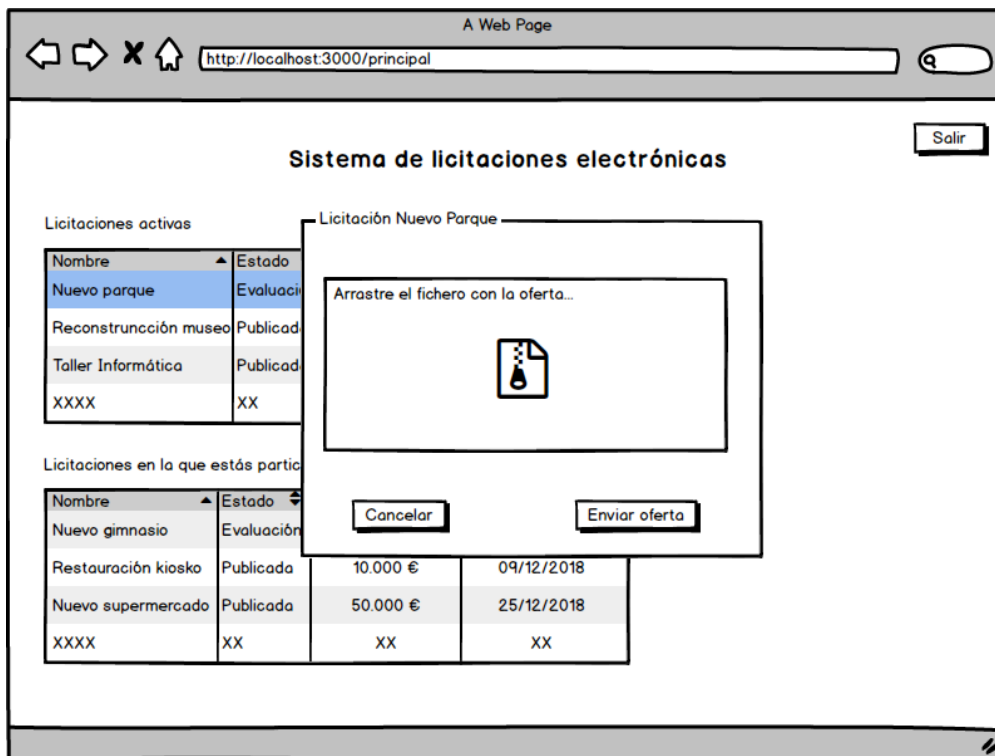 A Web Page
http://localhost:3000/principal
Salir
Sistema de licitaciones electrónicas
Licitaciones activas
Nombre Estado
Nuevo parque
Reconstruncción museo
Taller Informática
XXXX XX
Licitación Nuevo Parque
Arrastre el fichero con la oferta...
Cancelar Enviar oferta
Licitaciones en la que estás
Nombre Estado
Nuevo gimnasio Evaluación
Restauración kiosko Publicada 10.000 € 09/12/2018
Nuevo supermercado Publicada 50.000 € 25/12/2018
XXXX XX XX XX